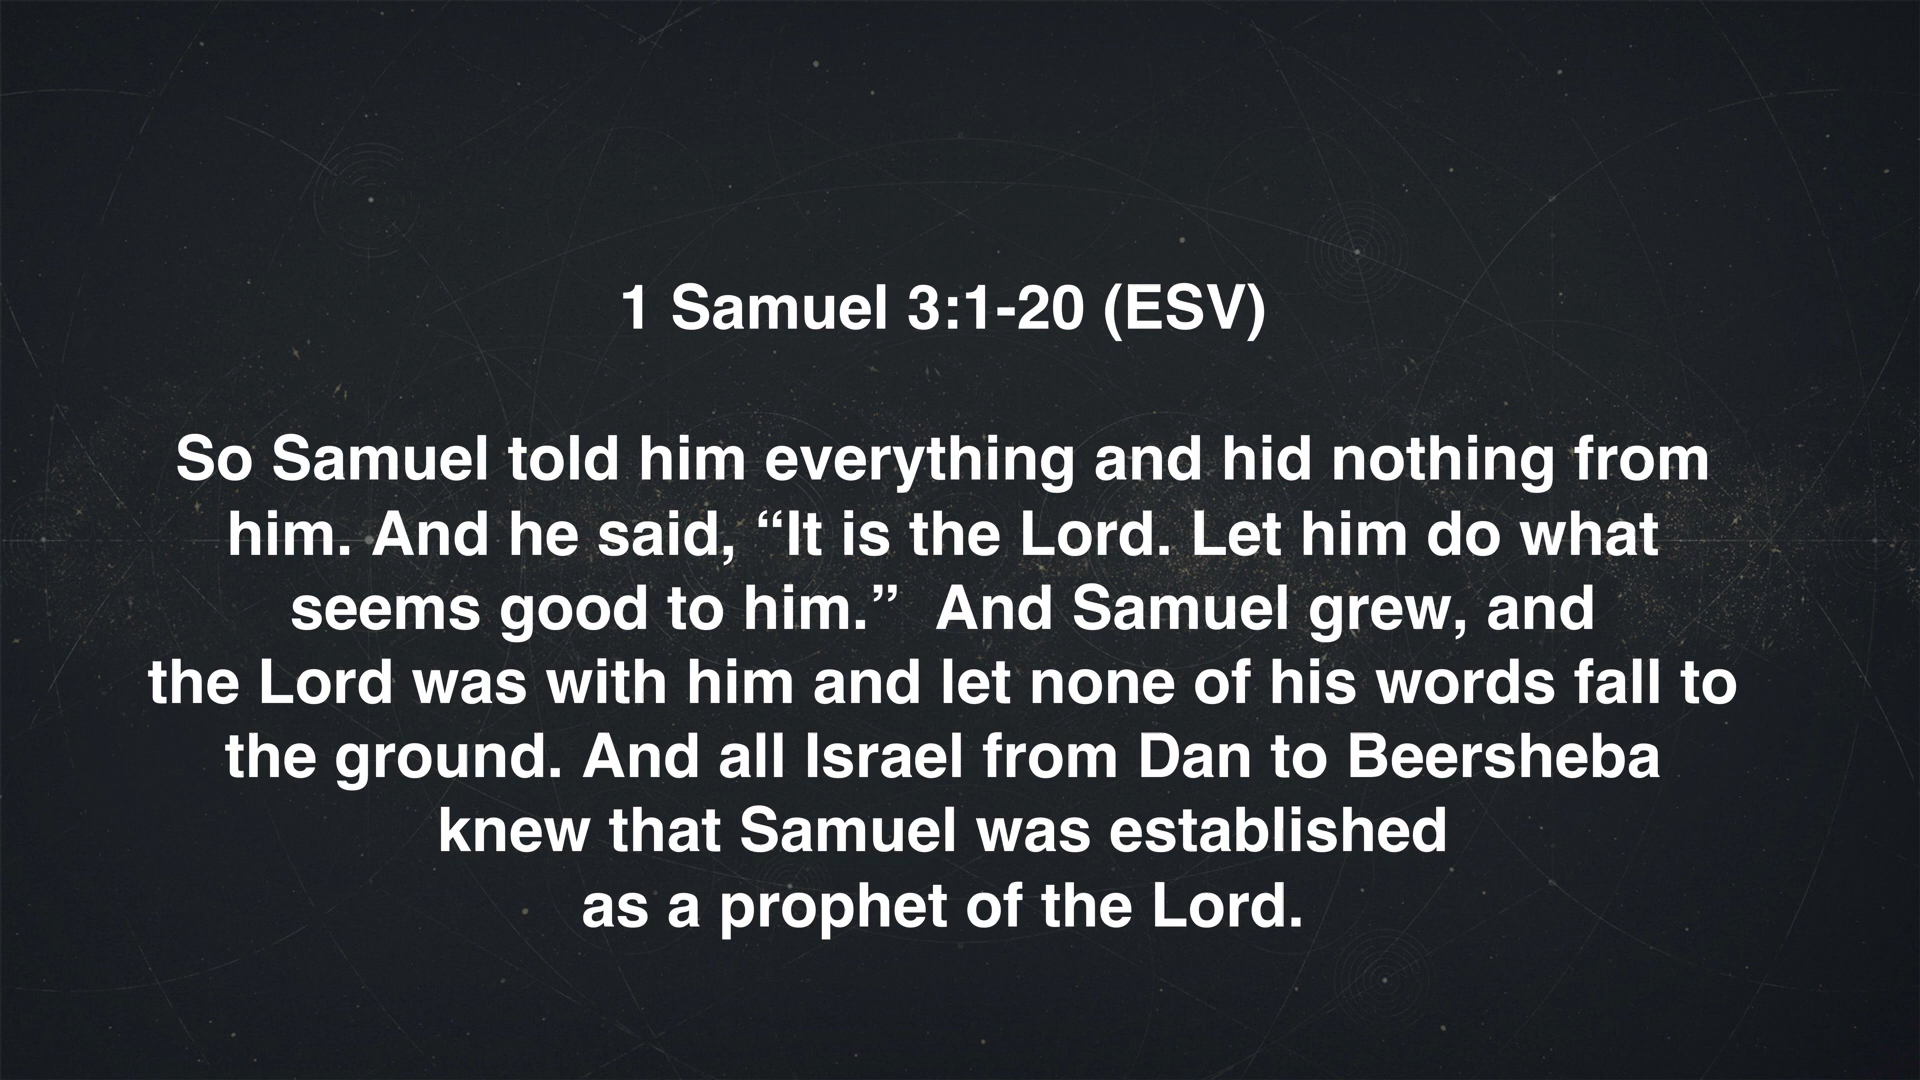 1 Samuel 3:1-20 (ESV)
So Samuel told him everything and hid nothing from
him. And he said, “It is the Lord. Let him do what
seems good to him.”  And Samuel grew, and
the Lord was with him and let none of his words fall to
the ground. And all Israel from Dan to Beersheba
knew that Samuel was established
as a prophet of the Lord.